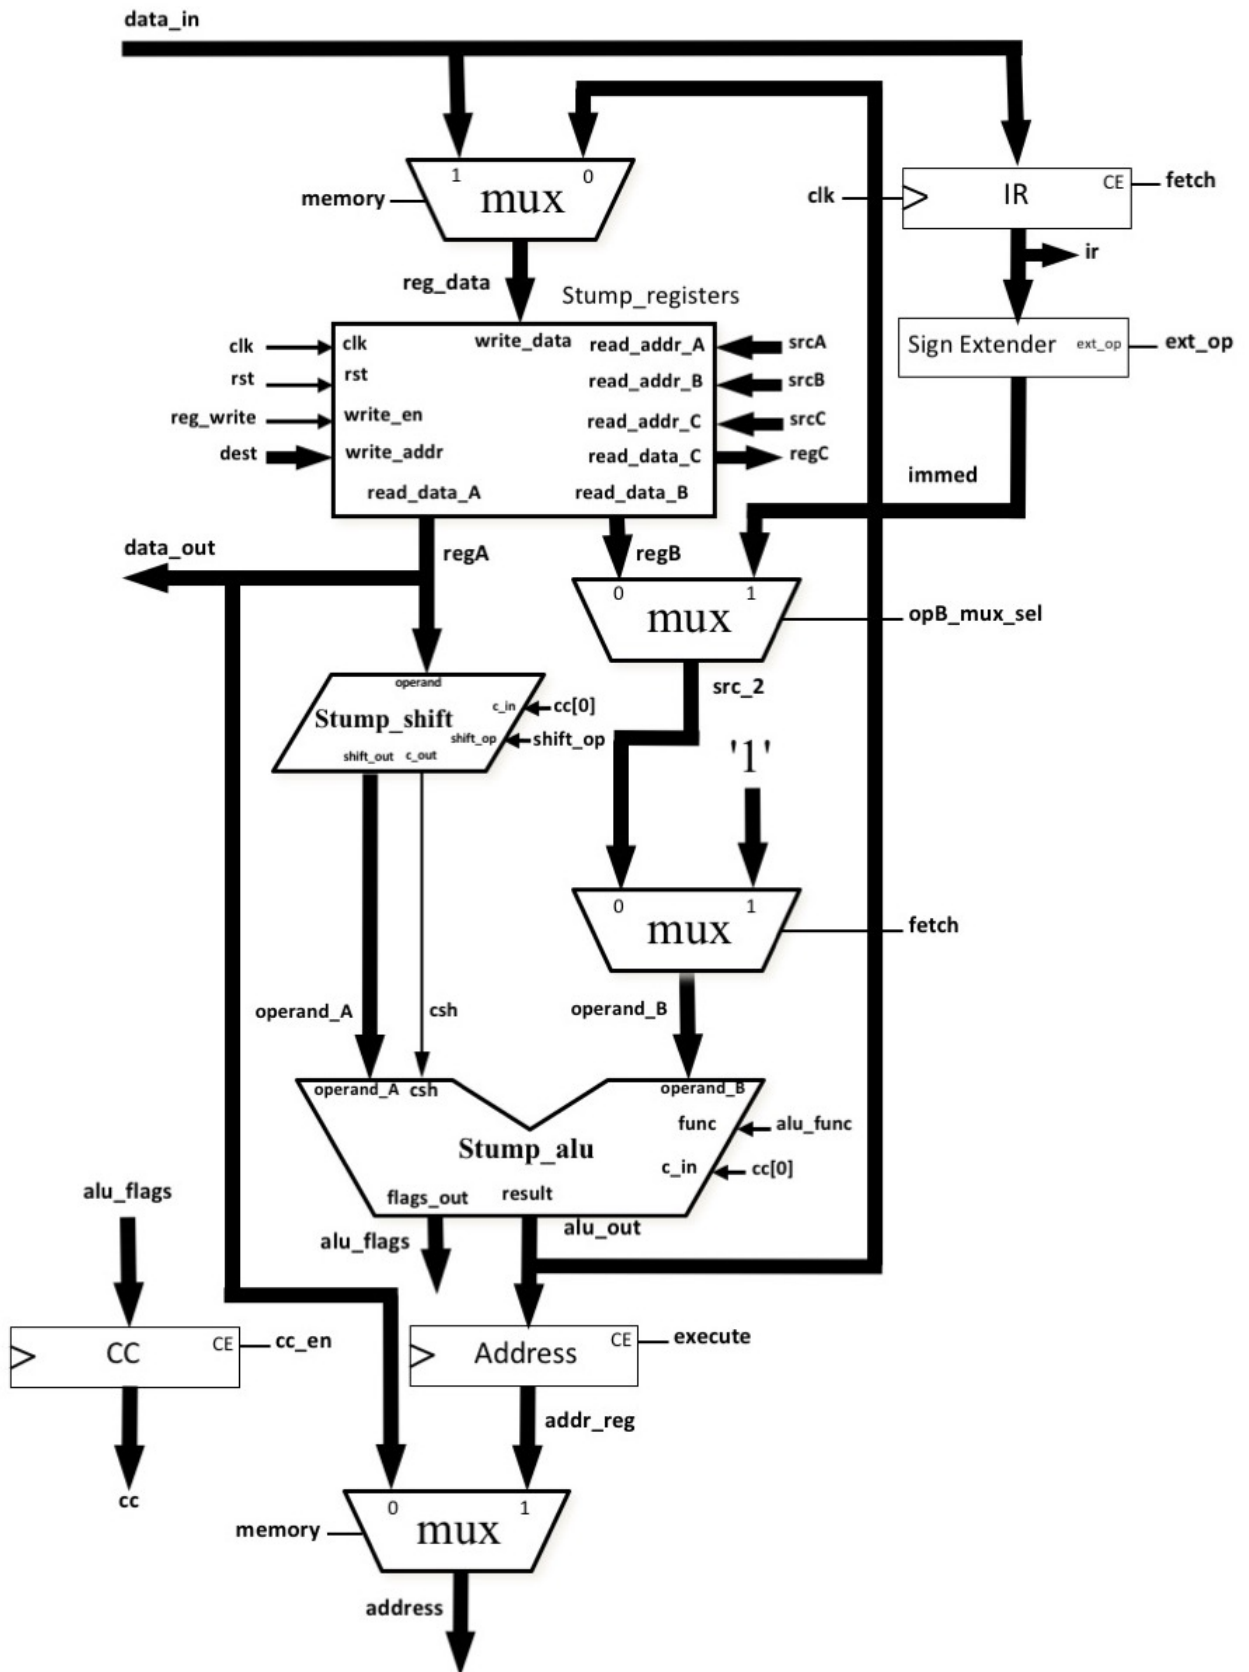 data_in
1
0
mux
memory
clk
IR
CE
fetch
ir
reg_data
Stump_registers
Sign Extender
ext_op
ext_op
clk
clk
write_data
read_addr_A
srcA
rst
rst
read_addr_B
srcB
reg_write
write_en
read_addr_C
srcC
dest
write_addr
read_data_C
regC
read_data_A
read_data_B
immed
data_out
regA
regB
0
1
mux
opB_mux_sel
operand
src_2
Stump_shift
c_in
cc[0]
shift_op
shift_op
shift_out
c_out
'1'
0
1
mux
fetch
operand_A
csh
operand_B
operand_A
csh
operand_B
func
alu_func
Stump_alu
c_in
cc[0]
flags_out
result
alu_flags
alu_flags
alu_out
CC
CE
cc_en
Address
CE
execute
addr_reg
cc
0
1
memory
mux
address